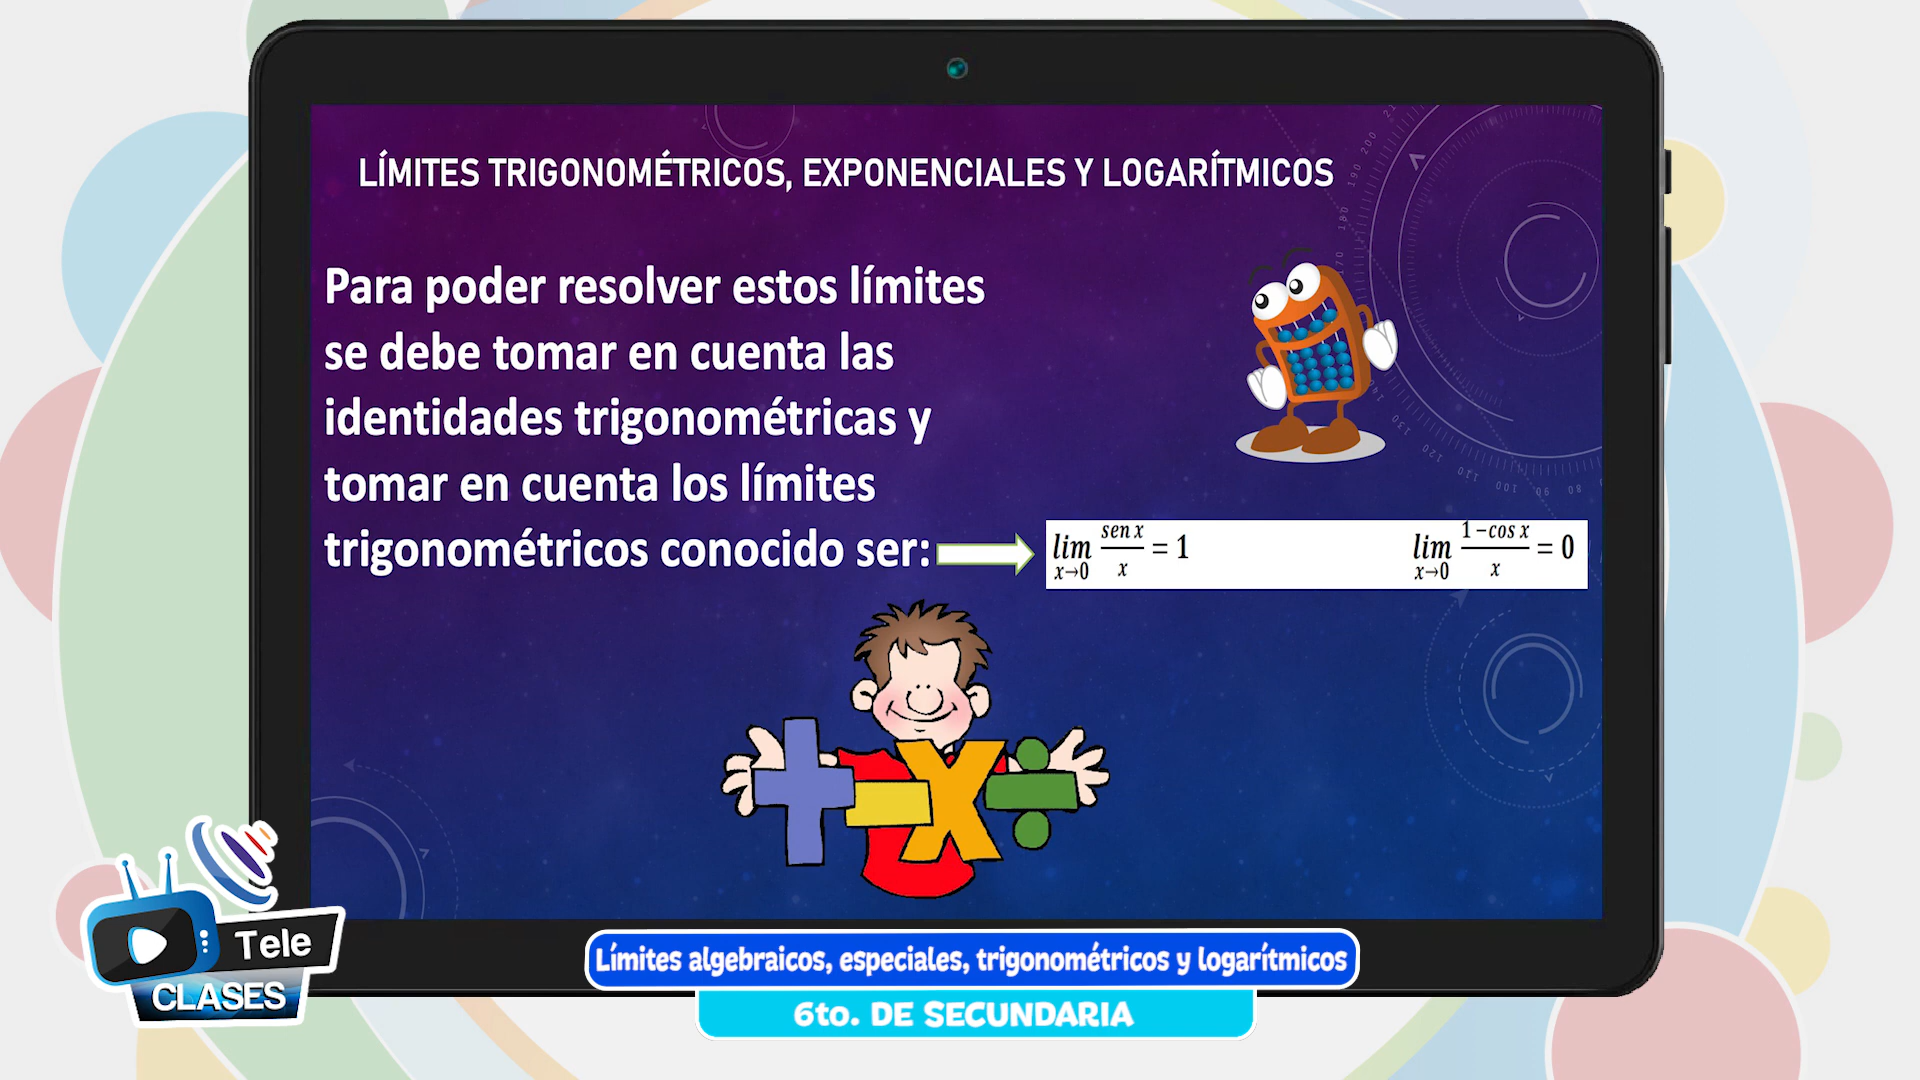 LÍMITES TRIGONOMÉTRICOS, EXPONENCIALES Y LOGARÍTMICOS
Para poder resolver estos límites
se debe tomar en cuenta las
identidades trigonométricas y
tomar en cuenta los límites
trigonométricos conocido ser:
lim x→0 sen x / x = 1
lim x→0 1 − cos x / x = 0
Tele
CLASES
Límites algebraicos, especiales, trigonométricos y logarítmicos
6to. DE SECUNDARIA